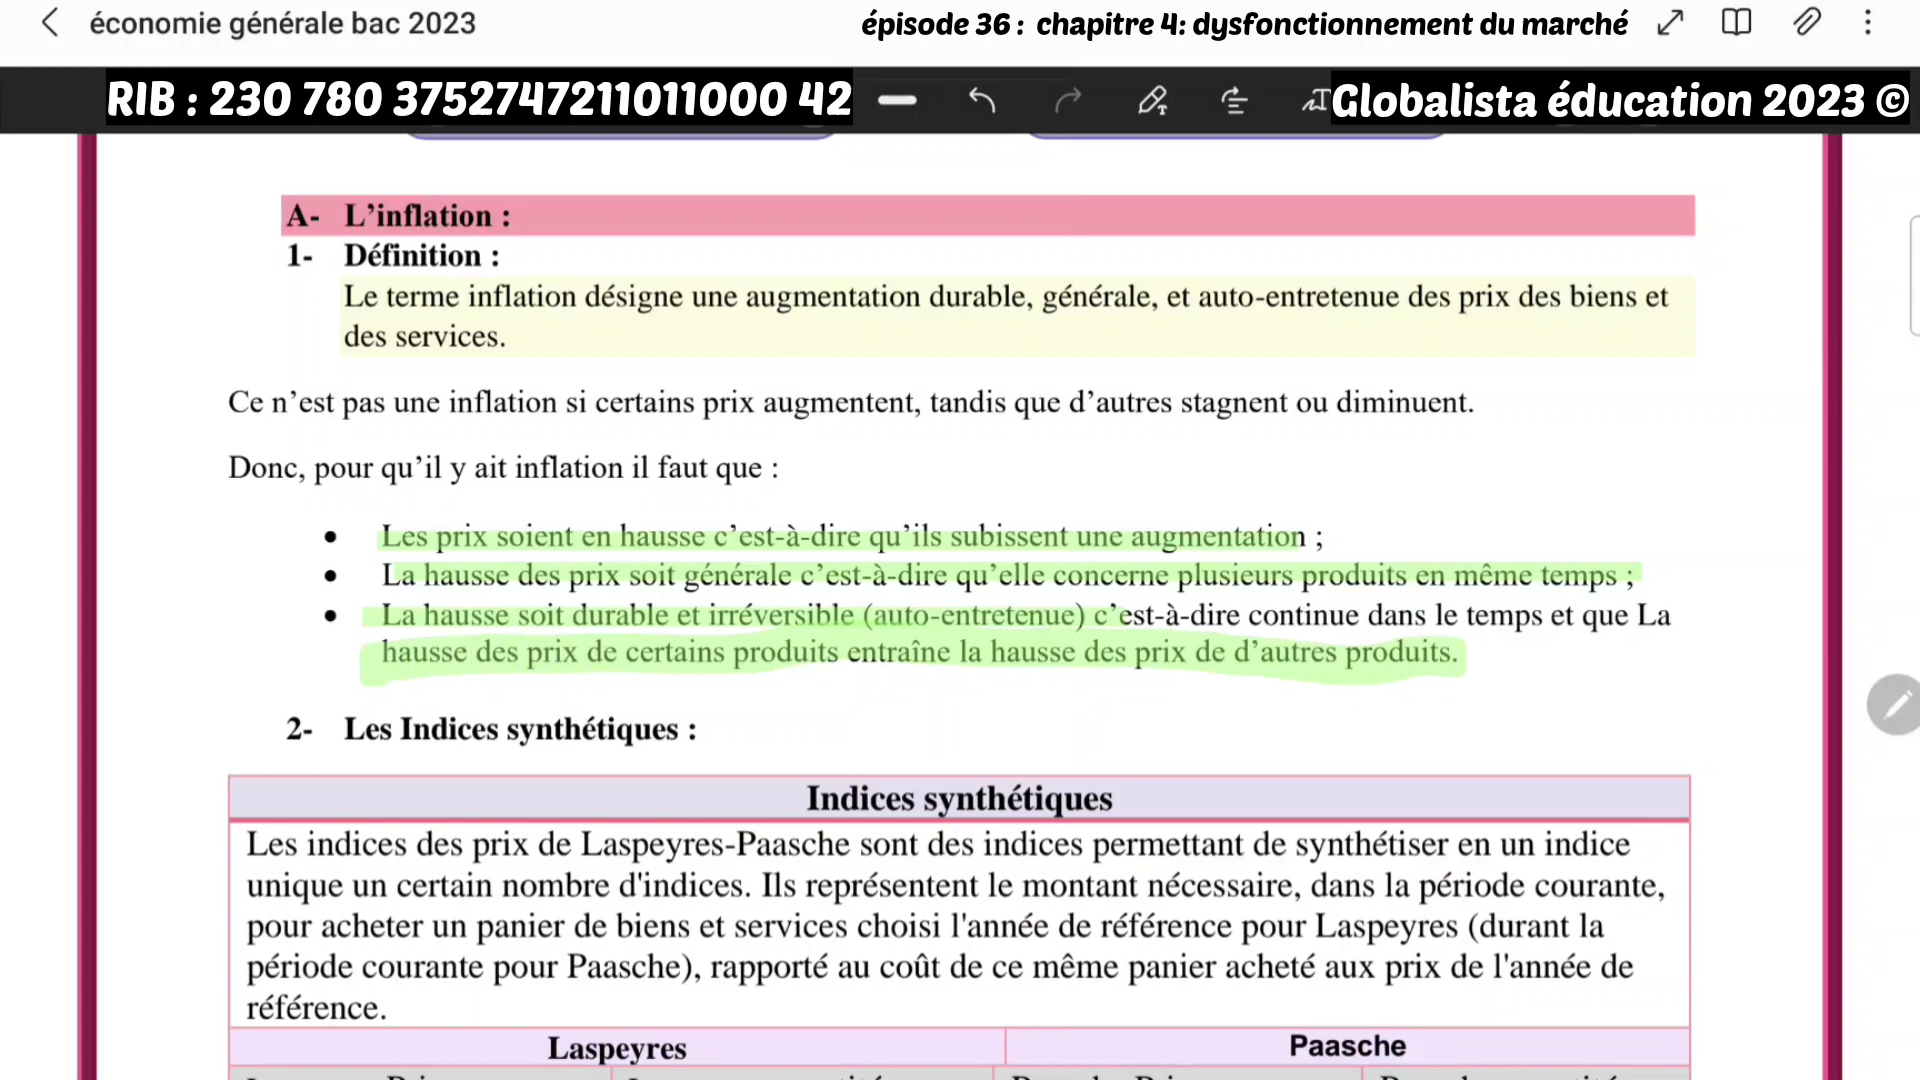 économie générale bac 2023
épisode 36 : chapitre 4: dysfonctionnement du marché
RIB : 230 780 3752747211011000 42
Globalista éducation 2023 ©
A- L’inflation :
1- Définition :
Le terme inflation désigne une augmentation durable, générale, et auto-entretenue des prix des biens et
des services.
Ce n’est pas une inflation si certains prix augmentent, tandis que d’autres stagnent ou diminuent.
Donc, pour qu’il y ait inflation il faut que :
• Les prix soient en hausse c’est-à-dire qu’ils subissent une augmentation ;
• La hausse des prix soit générale c’est-à-dire qu’elle concerne plusieurs produits en même temps ;
• La hausse soit durable et irréversible (auto-entretenue) c’est-à-dire continue dans le temps et que La
hausse des prix de certains produits entraîne la hausse des prix de d’autres produits.
2- Les Indices synthétiques :
Indices synthétiques
Les indices des prix de Laspeyres-Paasche sont des indices permettant de synthétiser en un indice
unique un certain nombre d'indices. Ils représentent le montant nécessaire, dans la période courante,
pour acheter un panier de biens et services choisi l'année de référence pour Laspeyres (durant la
période courante pour Paasche), rapporté au coût de ce même panier acheté aux prix de l'année de
référence.
Laspeyres
Paasche